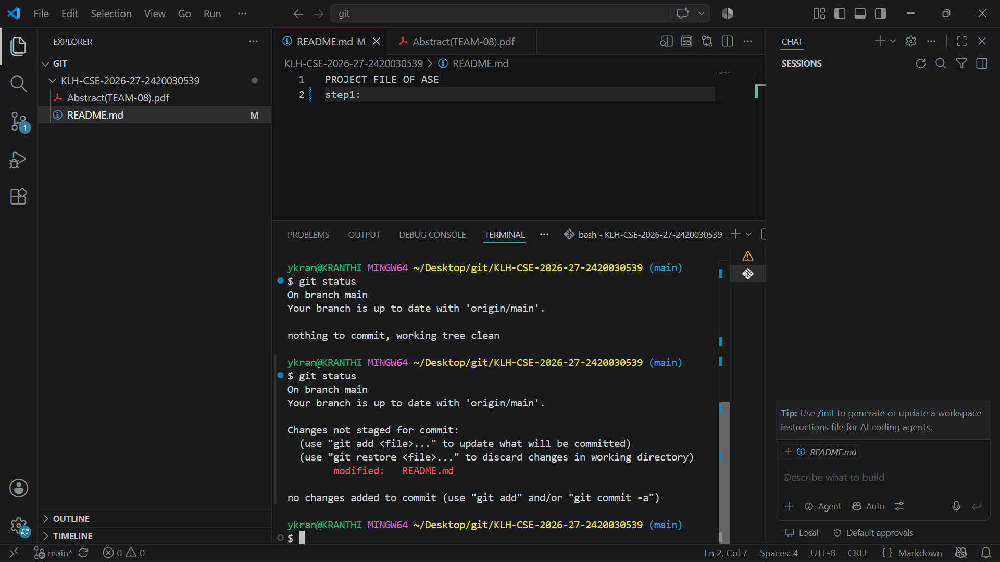 File Edit Selection View Go Run ...
git
EXPLORER
GIT
KLH-CSE-2026-27-2420030539
Abstract(TEAM-08).pdf
README.md M
1
OUTLINE
TIMELINE
README.md M
Abstract(TEAM-08).pdf
KLH-CSE-2026-27-2420030539 > README.md
1 PROJECT FILE OF ASE
2 step1:
PROBLEMS OUTPUT DEBUG CONSOLE TERMINAL ... bash - KLH-CSE-2026-27-2420030539
ykran@KRANTHI MINGW64 ~/Desktop/git/KLH-CSE-2026-27-2420030539 (main)
$ git status
On branch main
Your branch is up to date with 'origin/main'.
nothing to commit, working tree clean
ykran@KRANTHI MINGW64 ~/Desktop/git/KLH-CSE-2026-27-2420030539 (main)
$ git status
On branch main
Your branch is up to date with 'origin/main'.
Changes not staged for commit:
(use "git add <file>..." to update what will be committed)
(use "git restore <file>..." to discard changes in working directory)
modified: README.md
no changes added to commit (use "git add" and/or "git commit -a")
ykran@KRANTHI MINGW64 ~/Desktop/git/KLH-CSE-2026-27-2420030539 (main)
$
CHAT
SESSIONS
Tip: Use /init to generate or update a workspace
instructions file for AI coding agents.
README.md
Describe what to build
Agent Auto
Local Default approvals
main* 0 0 Ln 2, Col 7 Spaces: 4 UTF-8 CRLF { } Markdown